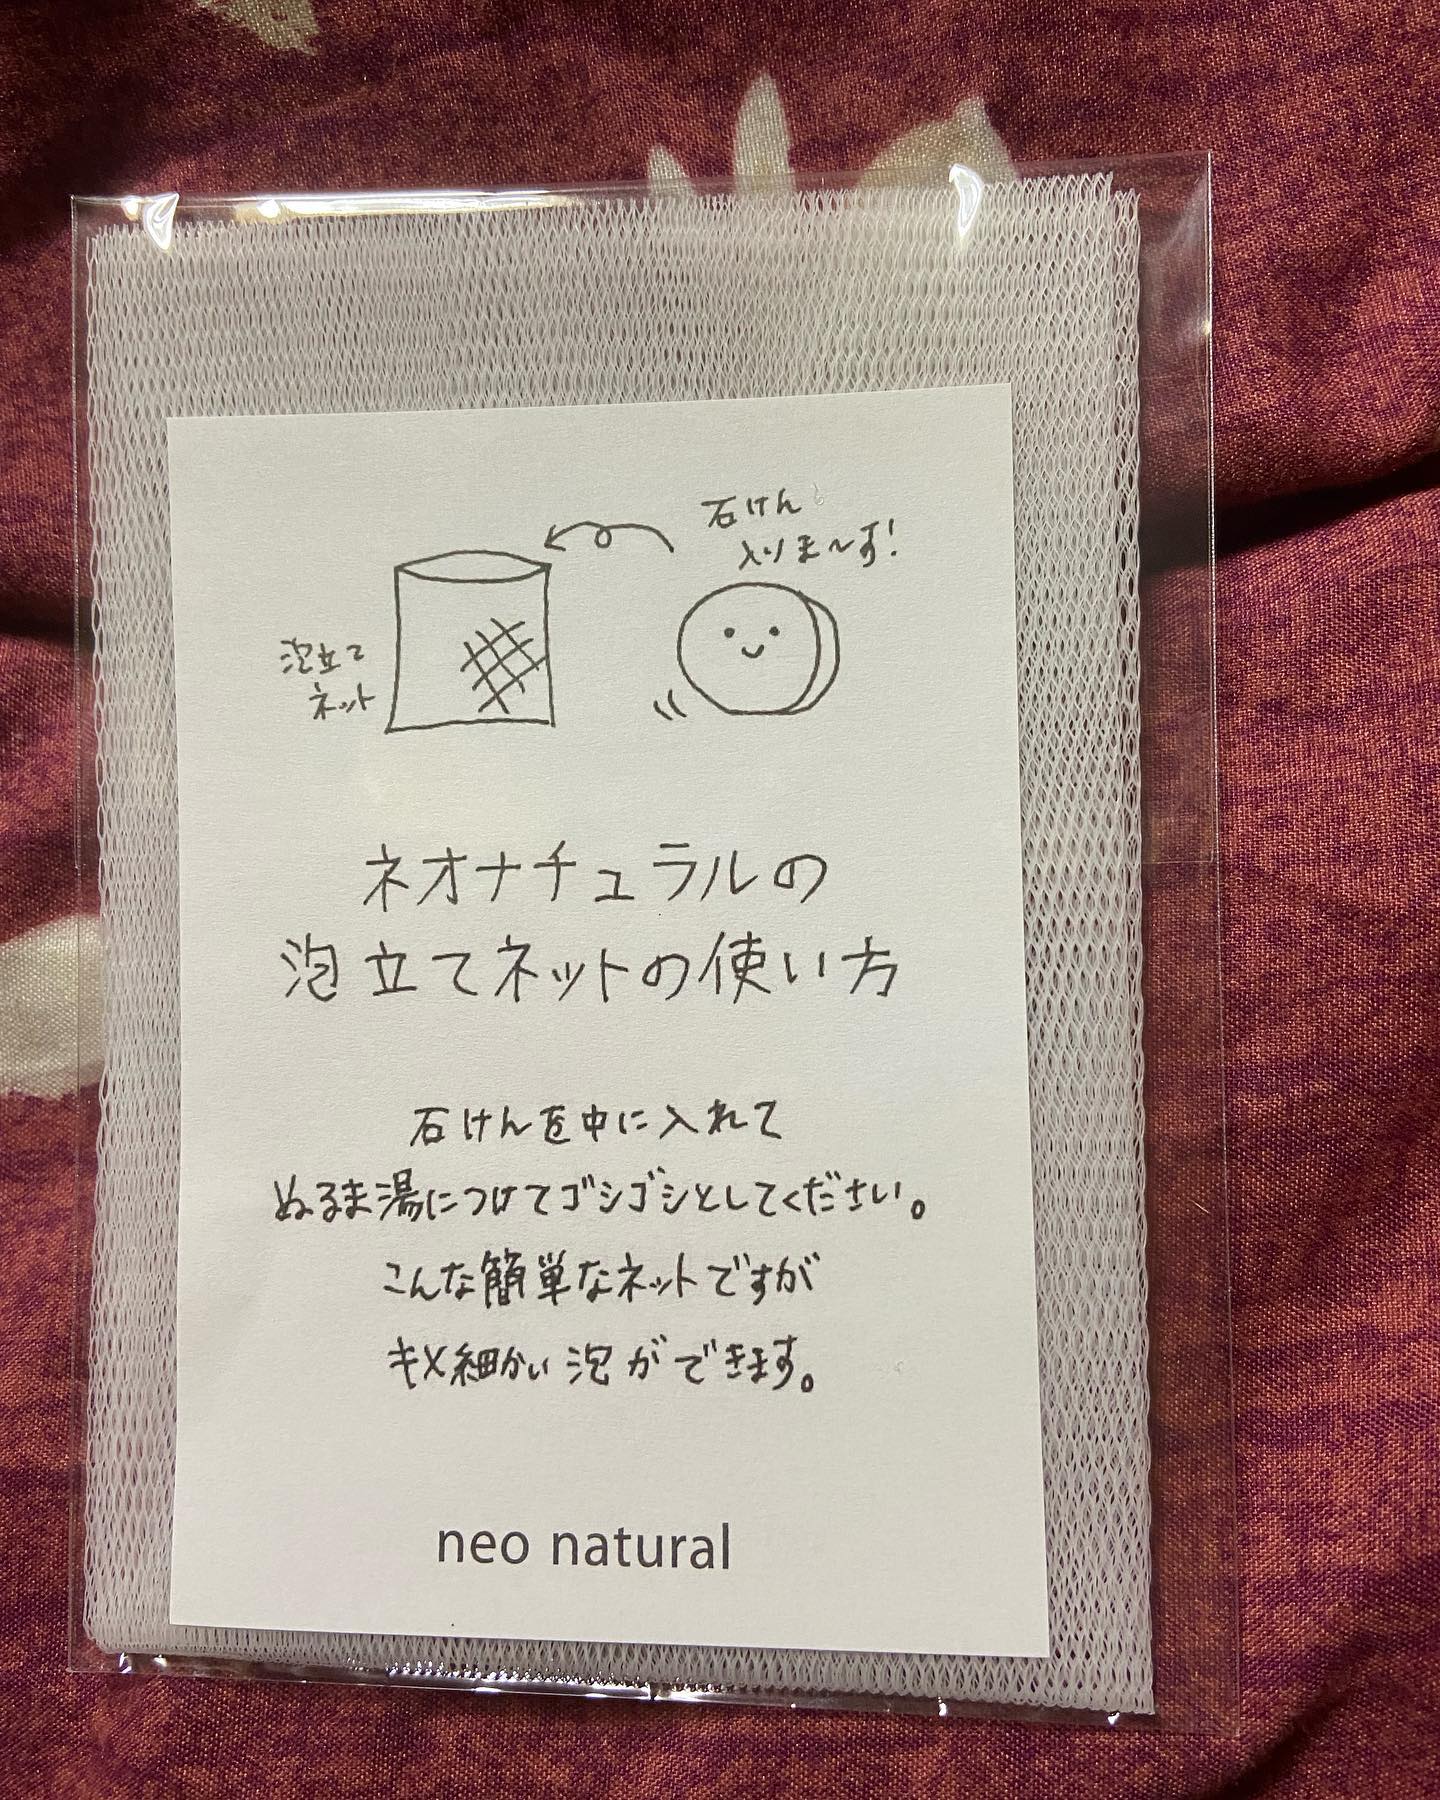 石けん
入りま〜す!
泡立て
ネット
ネオナチュラルの
泡立てネットの使い方
石けんを中に入れて
ぬるま湯につけてゴシゴシとしてください。
こんな簡単なネットですが
キメ細かい泡ができます。
neo natural